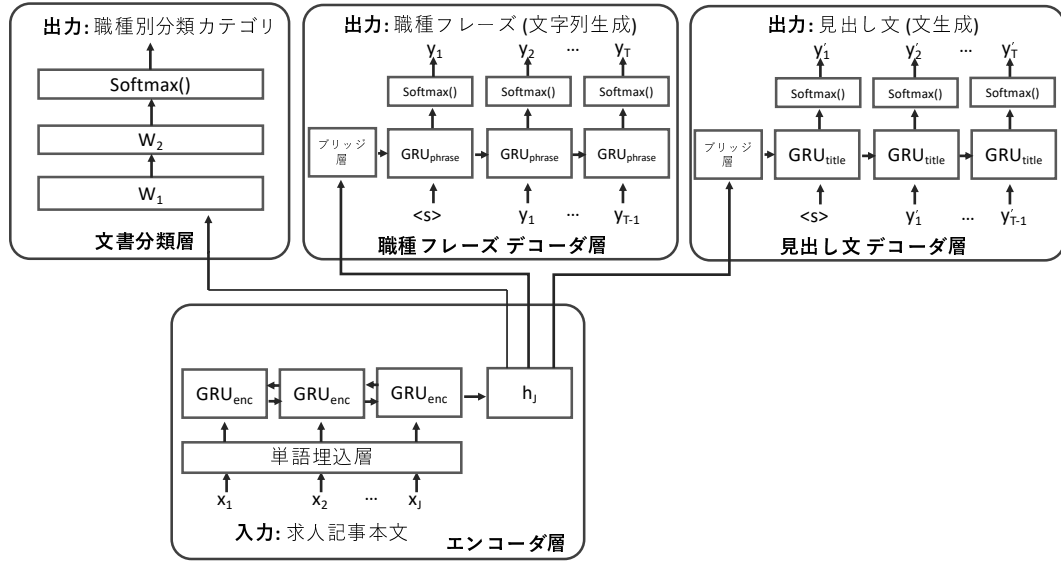 出力: 職種別分類カテゴリ
Softmax()
W2
W1
文書分類層
出力: 職種フレーズ (文字列生成)
y1 y2 … yT
Softmax() Softmax() Softmax()
ブリッジ層
GRUphrase GRUphrase GRUphrase
<s> y1 … yT-1
職種フレーズ デコーダ層
出力: 見出し文 (文生成)
y′1 y′2 … y′T
Softmax() Softmax() Softmax()
ブリッジ層
GRUtitle GRUtitle GRUtitle
<s> y′1 … y′T-1
見出し文 デコーダ層
GRUenc GRUenc GRUenc hJ
単語埋込層
x1 x2 … xJ
入力: 求人記事本文
エンコーダ層